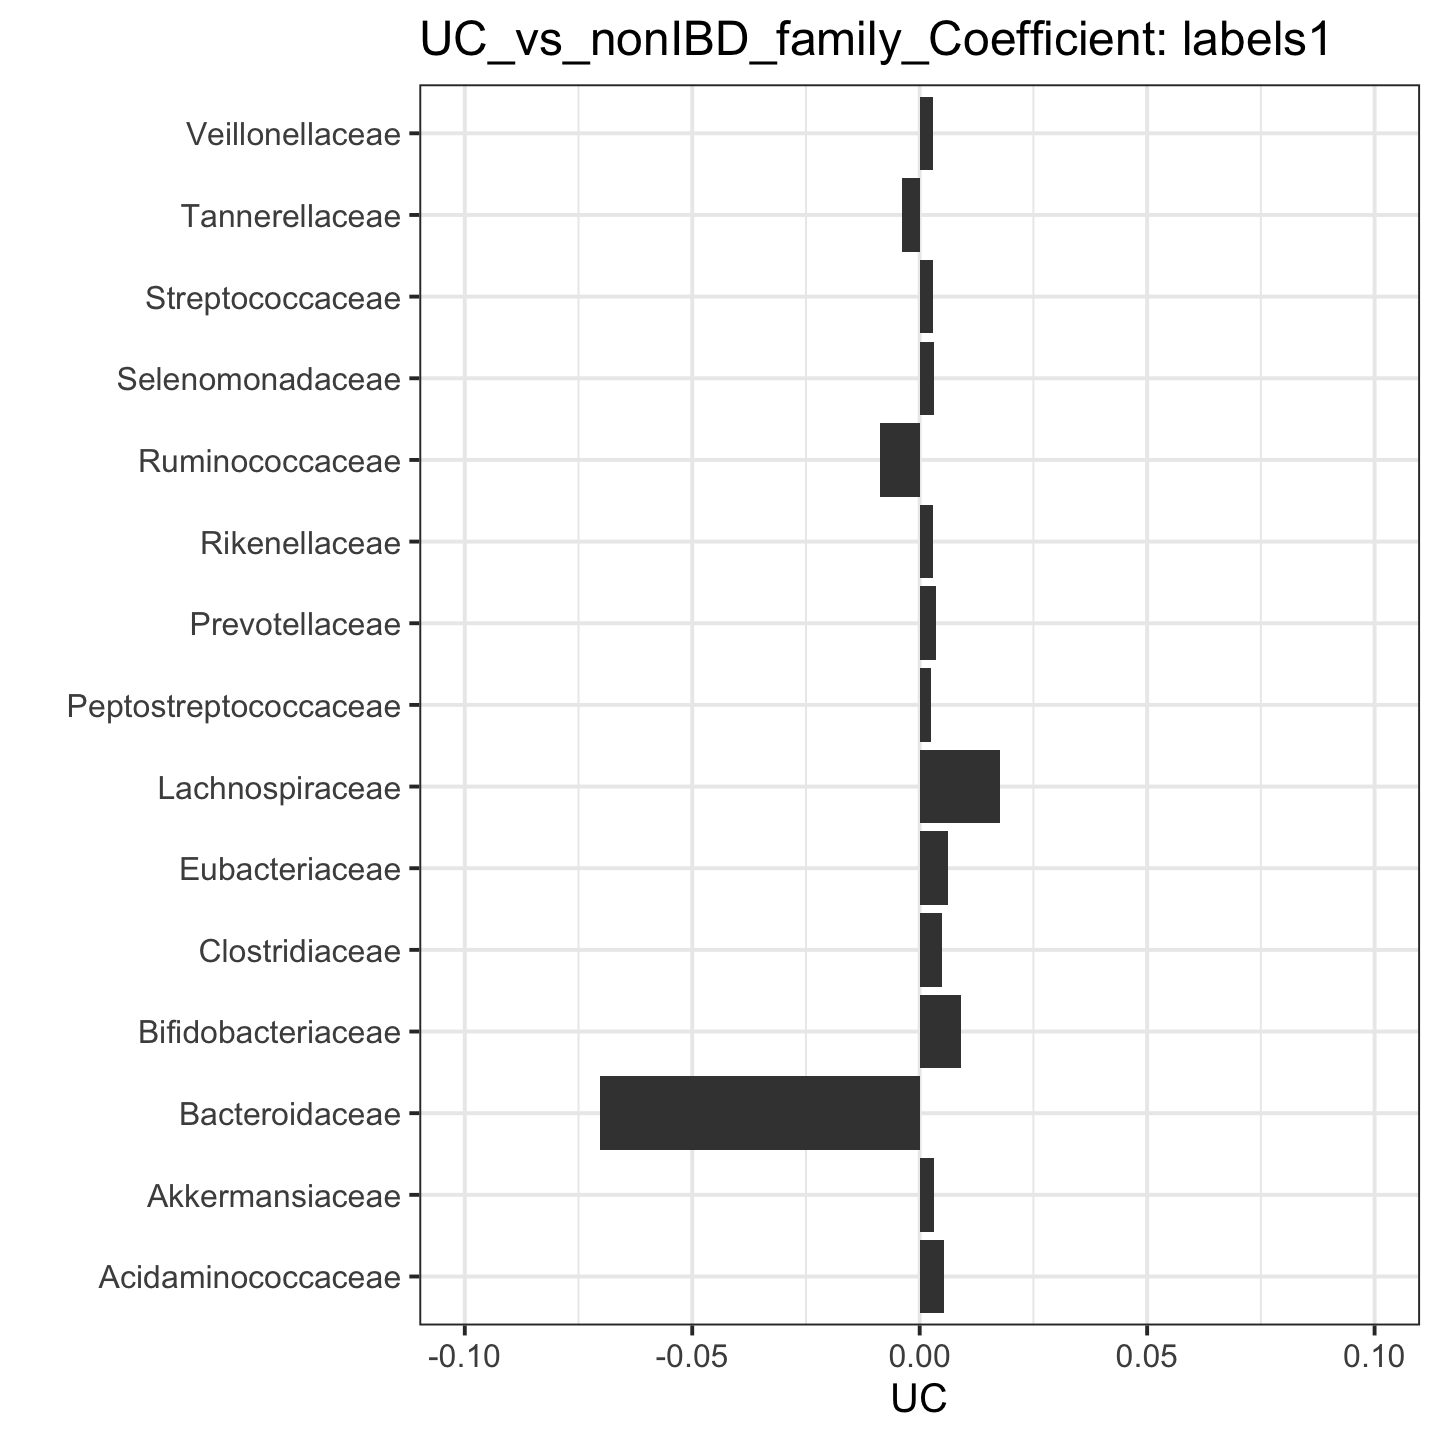 UC_vs_nonIBD_family_Coefficient: labels1
Veillonellaceae
Tannerellaceae
Streptococcaceae
Selenomonadaceae
Ruminococcaceae
Rikenellaceae
Prevotellaceae
Peptostreptococcaceae
Lachnospiraceae
Eubacteriaceae
Clostridiaceae
Bifidobacteriaceae
Bacteroidaceae
Akkermansiaceae
Acidaminococcaceae
-0.10 -0.05 0.00 0.05 0.10
UC